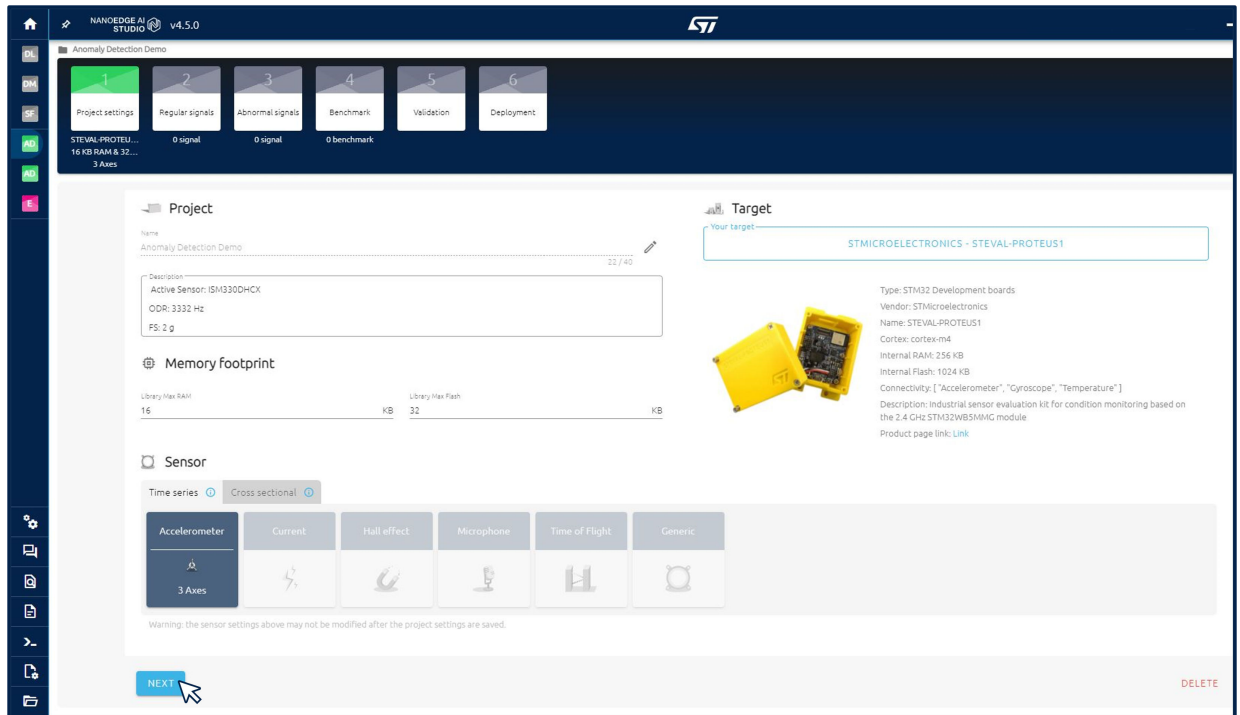 NANOEDGE AI
STUDIO
v4.5.0
Anomaly Detection Demo
DL
DM
SF
AD
AD
E
1
2
3
4
5
6
Project settings
Regular signals
Abnormal signals
Benchmark
Validation
Deployment
STEVAL-PROTEU...
16 KB RAM & 32...
3 Axes
0 signal
0 signal
0 benchmark
Project
Name
Anomaly Detection Demo
22 / 40
Description
Active Sensor: ISM330DHCX
ODR: 3332 Hz
FS: 2 g
Memory footprint
Library Max RAM
16 KB
Library Max Flash
32 KB
Target
Your target
STMICROELECTRONICS - STEVAL-PROTEUS1
Type: STM32 Development boards
Vendor: STMicroelectronics
Name: STEVAL-PROTEUS1
Cortex: cortex-m4
Internal RAM: 256 KB
Internal Flash: 1024 KB
Connectivity: [ "Accelerometer", "Gyroscope", "Temperature" ]
Description: Industrial sensor evaluation kit for condition monitoring based on
the 2.4 GHz STM32WB5MMG module
Product page link: Link
Sensor
Time series
Cross sectional
Accelerometer
3 Axes
Current
Hall effect
Microphone
Time of Flight
Generic
Warning: the sensor settings above may not be modified after the project settings are saved.
NEXT
DELETE